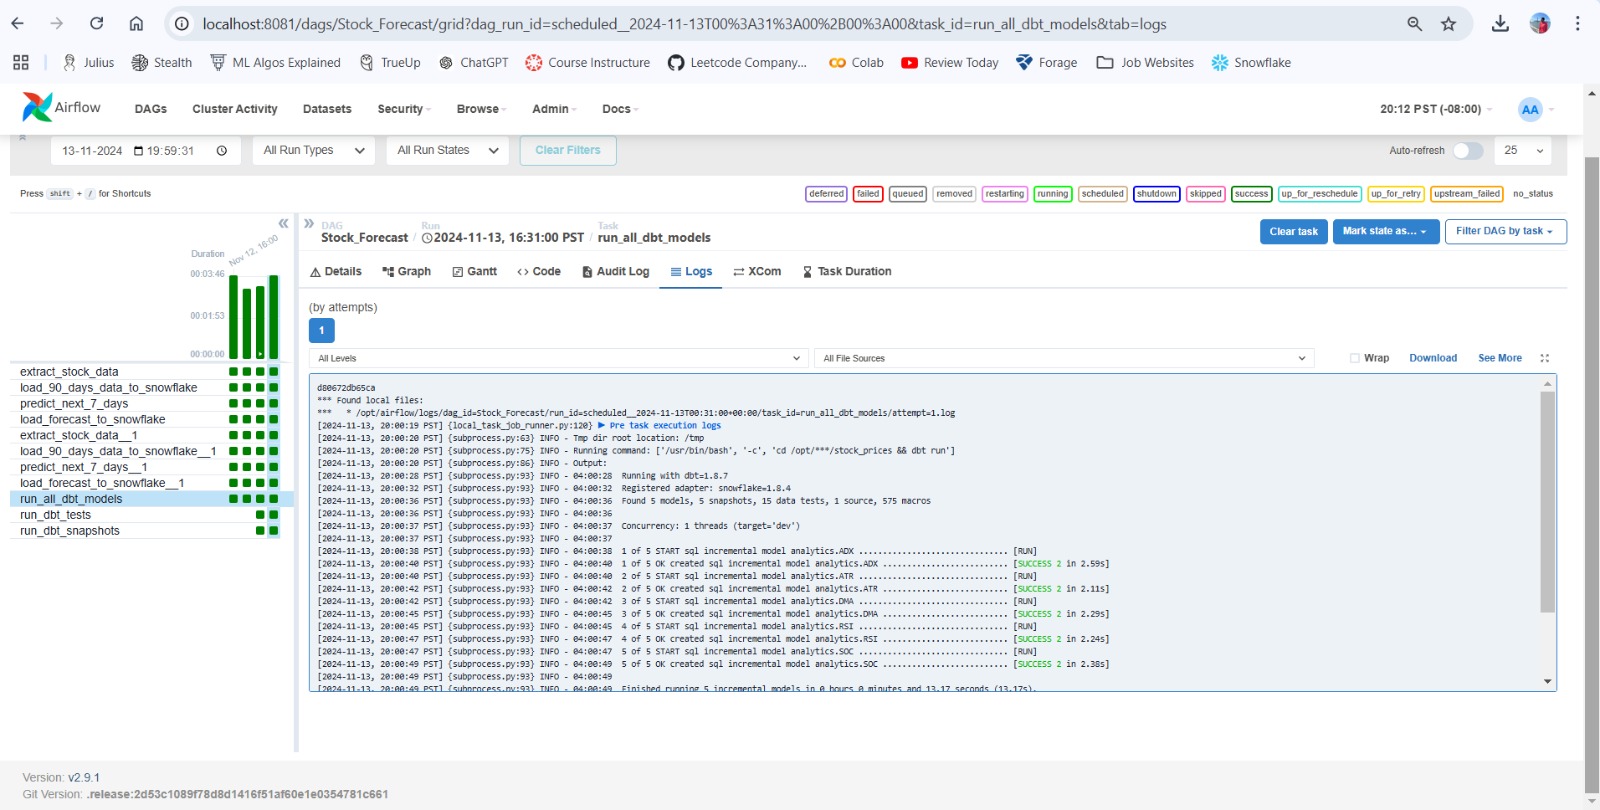 localhost:8081/dags/Stock_Forecast/grid?dag_run_id=scheduled__2024-11-13T00%3A31%3A00%2B00%3A00&task_id=run_all_dbt_models&tab=logs
Julius Stealth ML Algos Explained TrueUp ChatGPT Course Instructure Leetcode Company... Colab Review Today Forage Job Websites Snowflake
Airflow DAGs Cluster Activity Datasets Security Browse Admin Docs 20:12 PST (-08:00) AA
13-11-2024 19:59:31 All Run Types All Run States Clear Filters Auto-refresh 25
Press shift + / for Shortcuts deferred failed queued removed restarting running scheduled shutdown skipped success up_for_reschedule up_for_retry upstream_failed no_status
DAG Run Task
Stock_Forecast / 2024-11-13, 16:31:00 PST / run_all_dbt_models Clear task Mark state as... Filter DAG by task
Nov 12, 16:00
Duration
00:03:46
00:01:53
00:00:00
extract_stock_data
load_90_days_data_to_snowflake
predict_next_7_days
load_forecast_to_snowflake
extract_stock_data__1
load_90_days_data_to_snowflake__1
predict_next_7_days__1
load_forecast_to_snowflake__1
run_all_dbt_models
run_dbt_tests
run_dbt_snapshots
Details Graph Gantt Code Audit Log Logs XCom Task Duration
(by attempts)
1
All Levels All File Sources Wrap Download See More
d80672db65ca
*** Found local files:
***   * /opt/airflow/logs/dag_id=Stock_Forecast/run_id=scheduled__2024-11-13T00:31:00+00:00/task_id=run_all_dbt_models/attempt=1.log
[2024-11-13, 20:00:19 PST] {local_task_job_runner.py:120} ▶ Pre task execution logs
[2024-11-13, 20:00:20 PST] {subprocess.py:63} INFO - Tmp dir root location: /tmp
[2024-11-13, 20:00:20 PST] {subprocess.py:75} INFO - Running command: ['/usr/bin/bash', '-c', 'cd /opt/***/stock_prices && dbt run']
[2024-11-13, 20:00:20 PST] {subprocess.py:86} INFO - Output:
[2024-11-13, 20:00:28 PST] {subprocess.py:93} INFO - 04:00:28  Running with dbt=1.8.7
[2024-11-13, 20:00:32 PST] {subprocess.py:93} INFO - 04:00:32  Registered adapter: snowflake=1.8.4
[2024-11-13, 20:00:36 PST] {subprocess.py:93} INFO - 04:00:36  Found 5 models, 5 snapshots, 15 data tests, 1 source, 575 macros
[2024-11-13, 20:00:36 PST] {subprocess.py:93} INFO - 04:00:36
[2024-11-13, 20:00:37 PST] {subprocess.py:93} INFO - 04:00:37  Concurrency: 1 threads (target='dev')
[2024-11-13, 20:00:37 PST] {subprocess.py:93} INFO - 04:00:37
[2024-11-13, 20:00:38 PST] {subprocess.py:93} INFO - 04:00:38  1 of 5 START sql incremental model analytics.ADX ............................... [RUN]
[2024-11-13, 20:00:40 PST] {subprocess.py:93} INFO - 04:00:40  1 of 5 OK created sql incremental model analytics.ADX .......................... [SUCCESS 2 in 2.59s]
[2024-11-13, 20:00:40 PST] {subprocess.py:93} INFO - 04:00:40  2 of 5 START sql incremental model analytics.ATR ............................... [RUN]
[2024-11-13, 20:00:42 PST] {subprocess.py:93} INFO - 04:00:42  2 of 5 OK created sql incremental model analytics.ATR .......................... [SUCCESS 2 in 2.11s]
[2024-11-13, 20:00:42 PST] {subprocess.py:93} INFO - 04:00:42  3 of 5 START sql incremental model analytics.DMA ............................... [RUN]
[2024-11-13, 20:00:45 PST] {subprocess.py:93} INFO - 04:00:45  3 of 5 OK created sql incremental model analytics.DMA .......................... [SUCCESS 2 in 2.29s]
[2024-11-13, 20:00:45 PST] {subprocess.py:93} INFO - 04:00:45  4 of 5 START sql incremental model analytics.RSI ............................... [RUN]
[2024-11-13, 20:00:47 PST] {subprocess.py:93} INFO - 04:00:47  4 of 5 OK created sql incremental model analytics.RSI .......................... [SUCCESS 2 in 2.24s]
[2024-11-13, 20:00:47 PST] {subprocess.py:93} INFO - 04:00:47  5 of 5 START sql incremental model analytics.SOC ............................... [RUN]
[2024-11-13, 20:00:49 PST] {subprocess.py:93} INFO - 04:00:49  5 of 5 OK created sql incremental model analytics.SOC .......................... [SUCCESS 2 in 2.38s]
[2024-11-13, 20:00:49 PST] {subprocess.py:93} INFO - 04:00:49
[2024-11-13, 20:00:49 PST] {subprocess.py:93} INFO - 04:00:49  Finished running 5 incremental models in 0 hours 0 minutes and 13.17 seconds (13.17s).
Version: v2.9.1
Git Version: .release:2d53c1089f78d8d1416f51af60e1e0354781c661